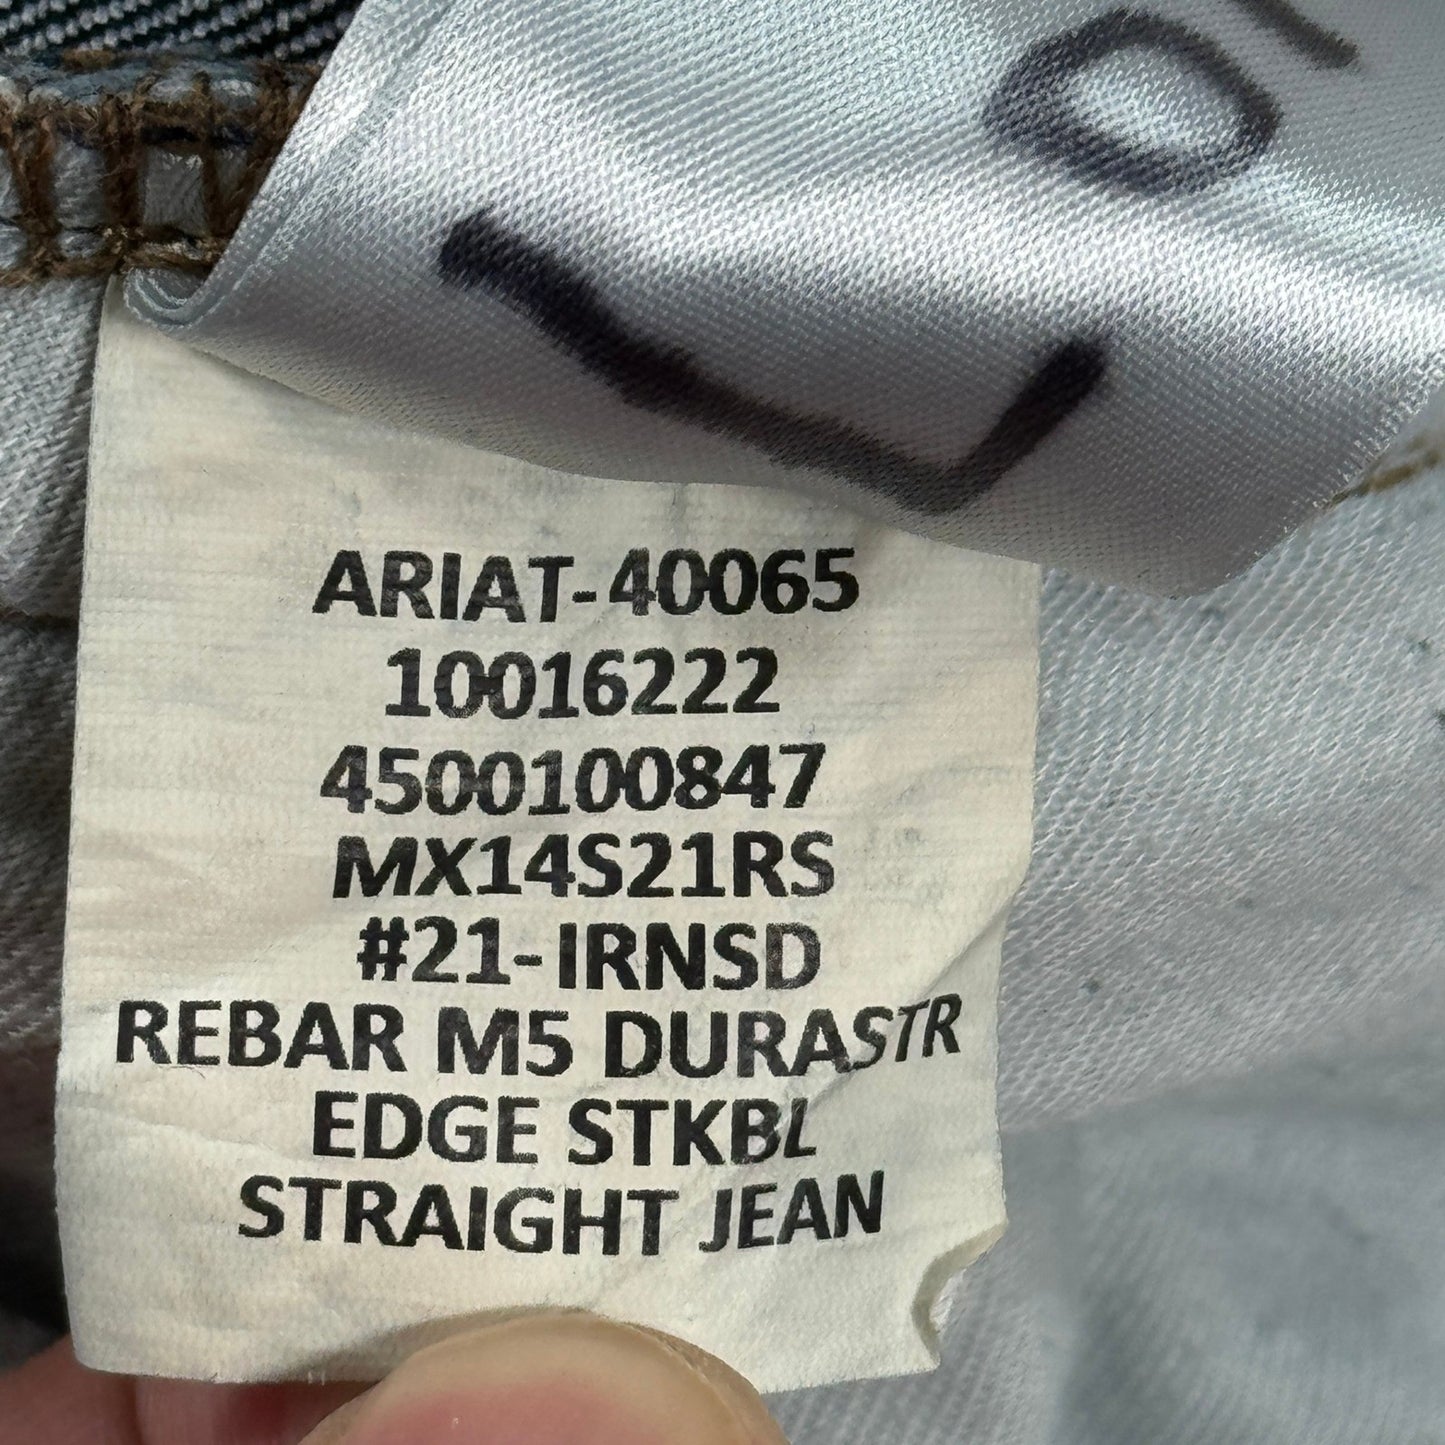 ARIAT-40065
10016222
4500100847
MX14S21RS
#21-IRNSD
REBAR M5 DURASTR
EDGE STKBL
STRAIGHT JEAN